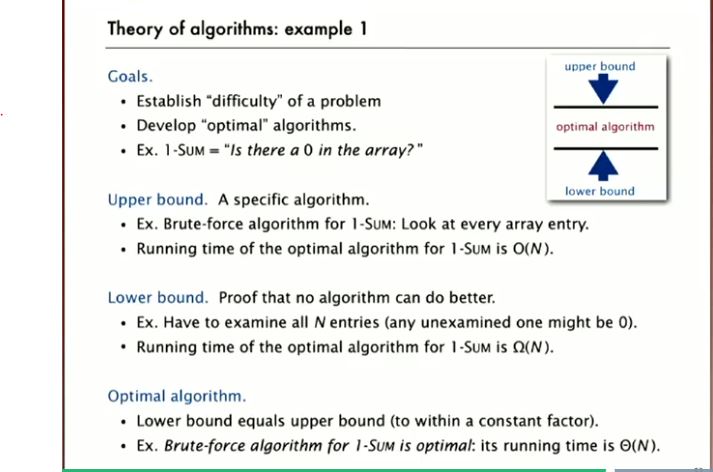 Theory of algorithms: example 1
upper bound
optimal algorithm
lower bound
Goals.
• Establish “difficulty” of a problem
• Develop “optimal” algorithms.
• Ex. 1-SUM = “Is there a 0 in the array?”
Upper bound. A specific algorithm.
• Ex. Brute-force algorithm for 1-SUM: Look at every array entry.
• Running time of the optimal algorithm for 1-SUM is O(N).
Lower bound. Proof that no algorithm can do better.
• Ex. Have to examine all N entries (any unexamined one might be 0).
• Running time of the optimal algorithm for 1-SUM is Ω(N).
Optimal algorithm.
• Lower bound equals upper bound (to within a constant factor).
• Ex. Brute-force algorithm for 1-SUM is optimal: its running time is Θ(N).